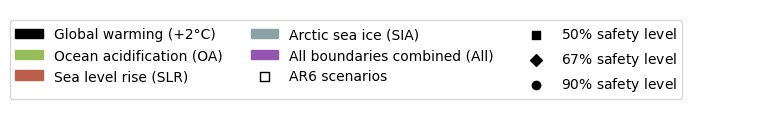 Global warming (+2°C)
Ocean acidification (OA)
Sea level rise (SLR)
Arctic sea ice (SIA)
All boundaries combined (All)
AR6 scenarios
50% safety level
67% safety level
90% safety level